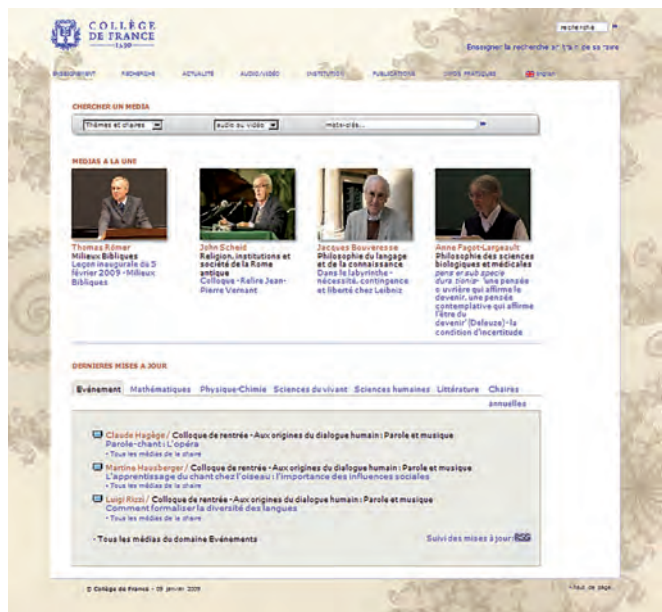 COLLÈGE
DE FRANCE
1530
recherche
Enseigner la recherche en train de se faire
ENSEIGNEMENT RECHERCHE ACTUALITÉ AUDIO/VIDÉO INSTITUTION PUBLICATIONS INFOS PRATIQUES English
CHERCHER UN MEDIA
Thèmes et chaires audio ou vidéo mots-clés...
MEDIAS A LA UNE
Thomas Römer
Milieux Bibliques
Leçon inaugurale du 5
février 2009 - Milieux
Bibliques
John Scheid
Religion, institutions et
société de la Rome
antique
Colloque - Relire Jean-
Pierre Vernant
Jacques Bouveresse
Philosophie du langage
et de la connaissance
Dans le labyrinthe -
nécessité, contingence
et liberté chez Leibniz
Anne Fagot-Largeault
Philosophie des sciences
biologiques et médicales
penser sub specie
durationis- 'une pensée
o uvrière qui affirme le
devenir, une pensée
contemplative qui affirme
l'être du
devenir' (Deleuze) - la
condition d'incertitude
DERNIERES MISES A JOUR
Evénement Mathématiques Physique-Chimie Sciences du vivant Sciences humaines Littérature Chaires
annuelles
Claude Hagège / Colloque de rentrée - Aux origines du dialogue humain : Parole et musique
Parole-chant : L'opéra
• Tous les médias de la chaire
Martine Hausberger / Colloque de rentrée - Aux origines du dialogue humain : Parole et musique
L'apprentissage du chant chez l'oiseau : l'importance des influences sociales
• Tous les médias de la chaire
Luigi Rizzi / Colloque de rentrée - Aux origines du dialogue humain : Parole et musique
Comment formaliser la diversité des langues
• Tous les médias de la chaire
• Tous les médias du domaine Evénements Suivi des mises à jour: RSS
© Collège de France - 09 janvier 2009 • haut de page